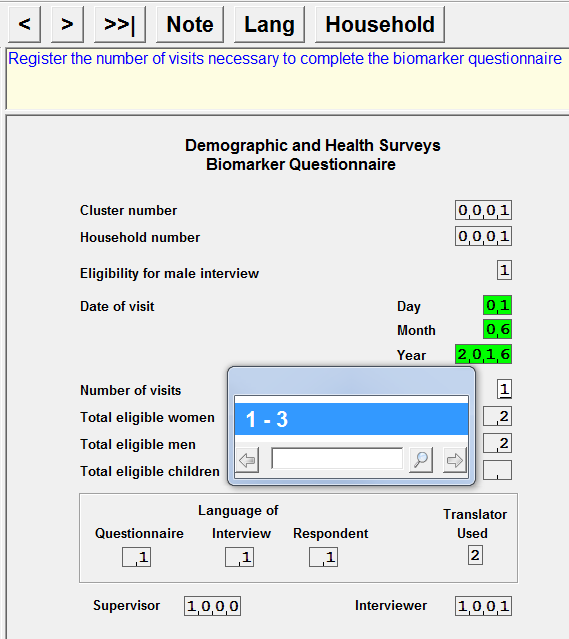 < > >>| Note Lang Household
Register the number of visits necessary to complete the biomarker questionnaire
Demographic and Health Surveys
Biomarker Questionnaire
Cluster number 0001
Household number 0001
Eligibility for male interview 1
Date of visit Day 01
Month 06
Year 2016
Number of visits 1
1 - 3
Total eligible women 2
Total eligible men 2
Total eligible children
Language of
Translator
Questionnaire Interview Respondent Used
1 1 1 2
Supervisor 1000 Interviewer 1001